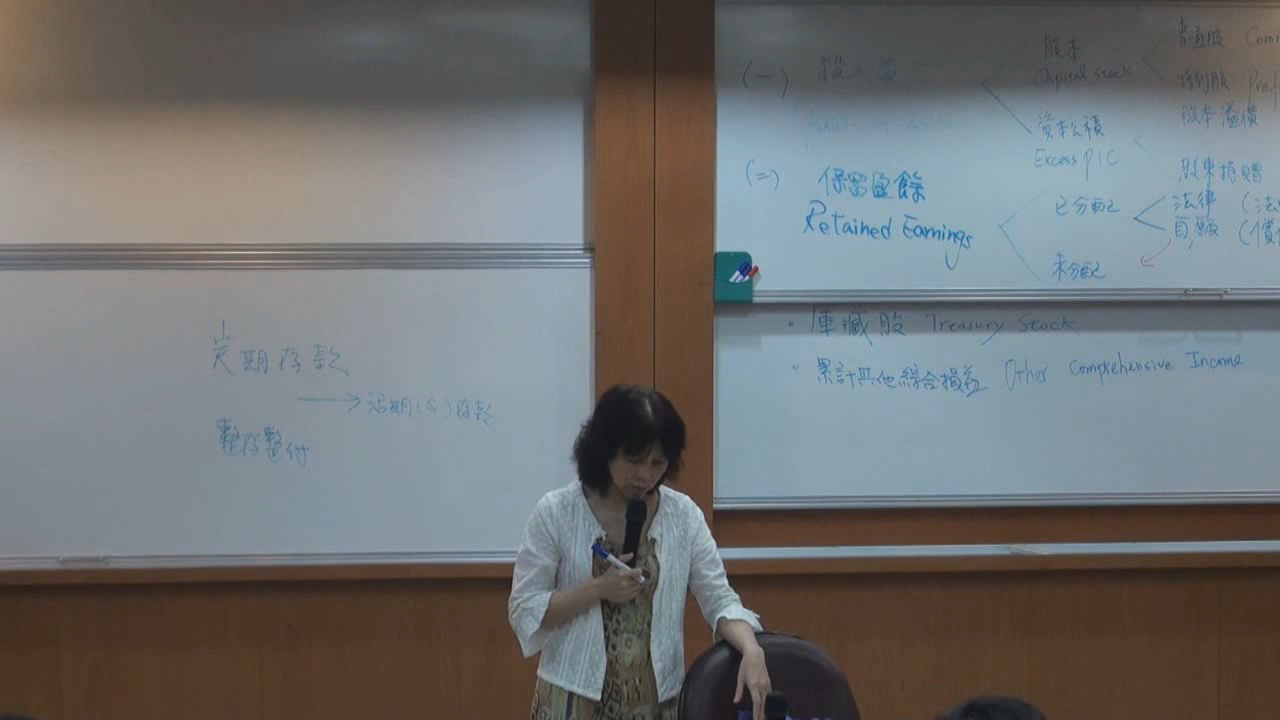 定期存款
→活期(S)存款
整存整付
(一)
股本
Capital stock
普通股
特別股 Pref
資本公積
Excess PIC
股本溢價
股東捐贈
(二) 保留盈餘
Retained Earnings
已分配
法律
自願
未分配
• 庫藏股 Treasury Stock
• 累計其他綜合損益 Other Comprehensive Income